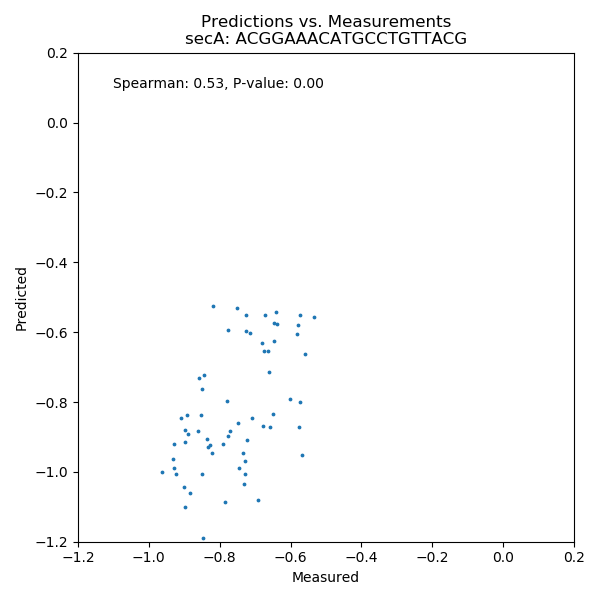 Predictions vs. Measurements
secA: ACGGAAACATGCCTGTTACG
Spearman: 0.53, P-value: 0.00
0.2
0.0
−0.2
−0.4
−0.6
−0.8
−1.0
−1.2
Predicted
−1.2 −1.0 −0.8 −0.6 −0.4 −0.2 0.0 0.2
Measured